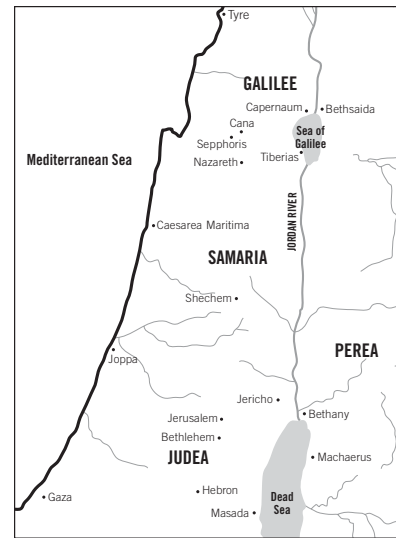 Tyre
GALILEE
Capernaum
Bethsaida
Cana
Sea of
Galilee
Sepphoris
Mediterranean Sea
Nazareth
Tiberias
JORDAN RIVER
Caesarea Maritima
SAMARIA
Shechem
PEREA
Joppa
Jericho
Bethany
Jerusalem
Bethlehem
JUDEA
Machaerus
Hebron
Gaza
Dead
Sea
Masada